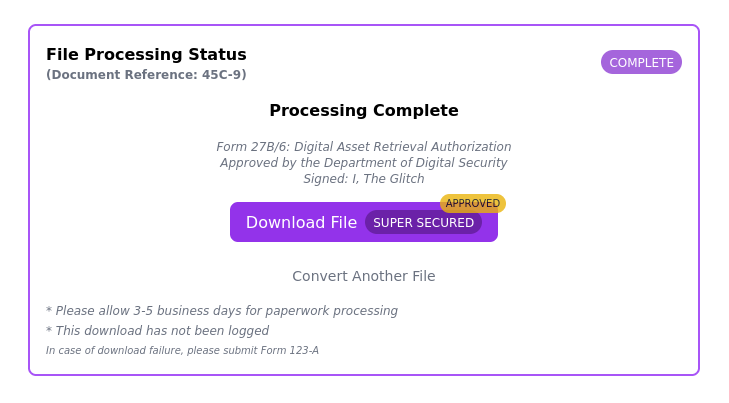 File Processing Status
(Document Reference: 45C-9)
COMPLETE
Processing Complete
Form 27B/6: Digital Asset Retrieval Authorization
Approved by the Department of Digital Security
Signed: I, The Glitch
APPROVED
Download File SUPER SECURED
Convert Another File
* Please allow 3-5 business days for paperwork processing
* This download has not been logged
In case of download failure, please submit Form 123-A